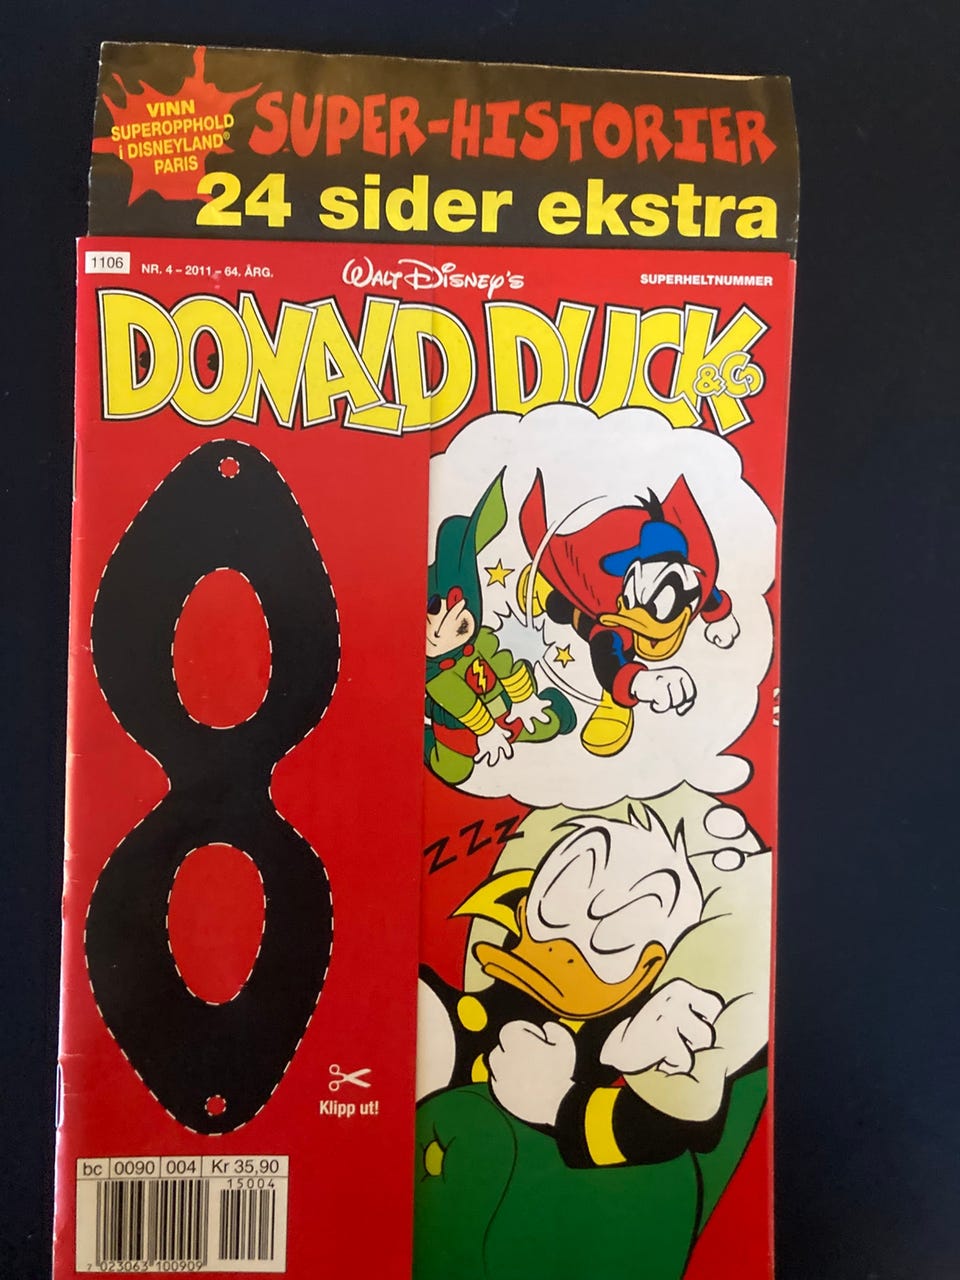 VINN
SUPEROPPHOLD
i DISNEYLAND®
PARIS
SUPER-HISTORIER
24 sider ekstra
1106
NR. 4 – 2011 – 64. ÅRG.
WALT DISNEY'S
SUPERHELTNUMMER
DONALD DUCK
& CO
ZZZ
Klipp ut!
bc 0090 004 Kr 35,90
15004
7 023063 100909